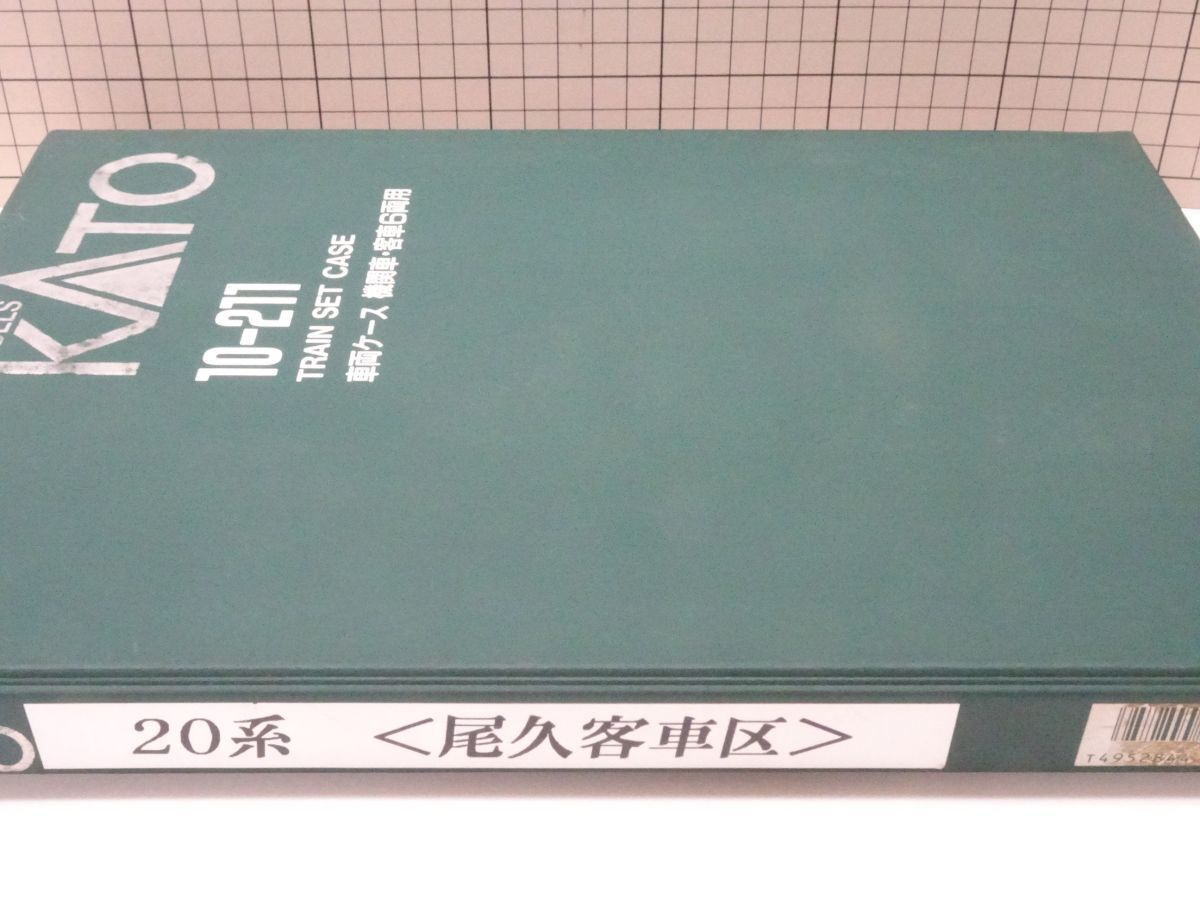 KATO
10-211
TRAIN SET CASE
車両ケース 機関車・客車6両用
20系 <尾久客車区>